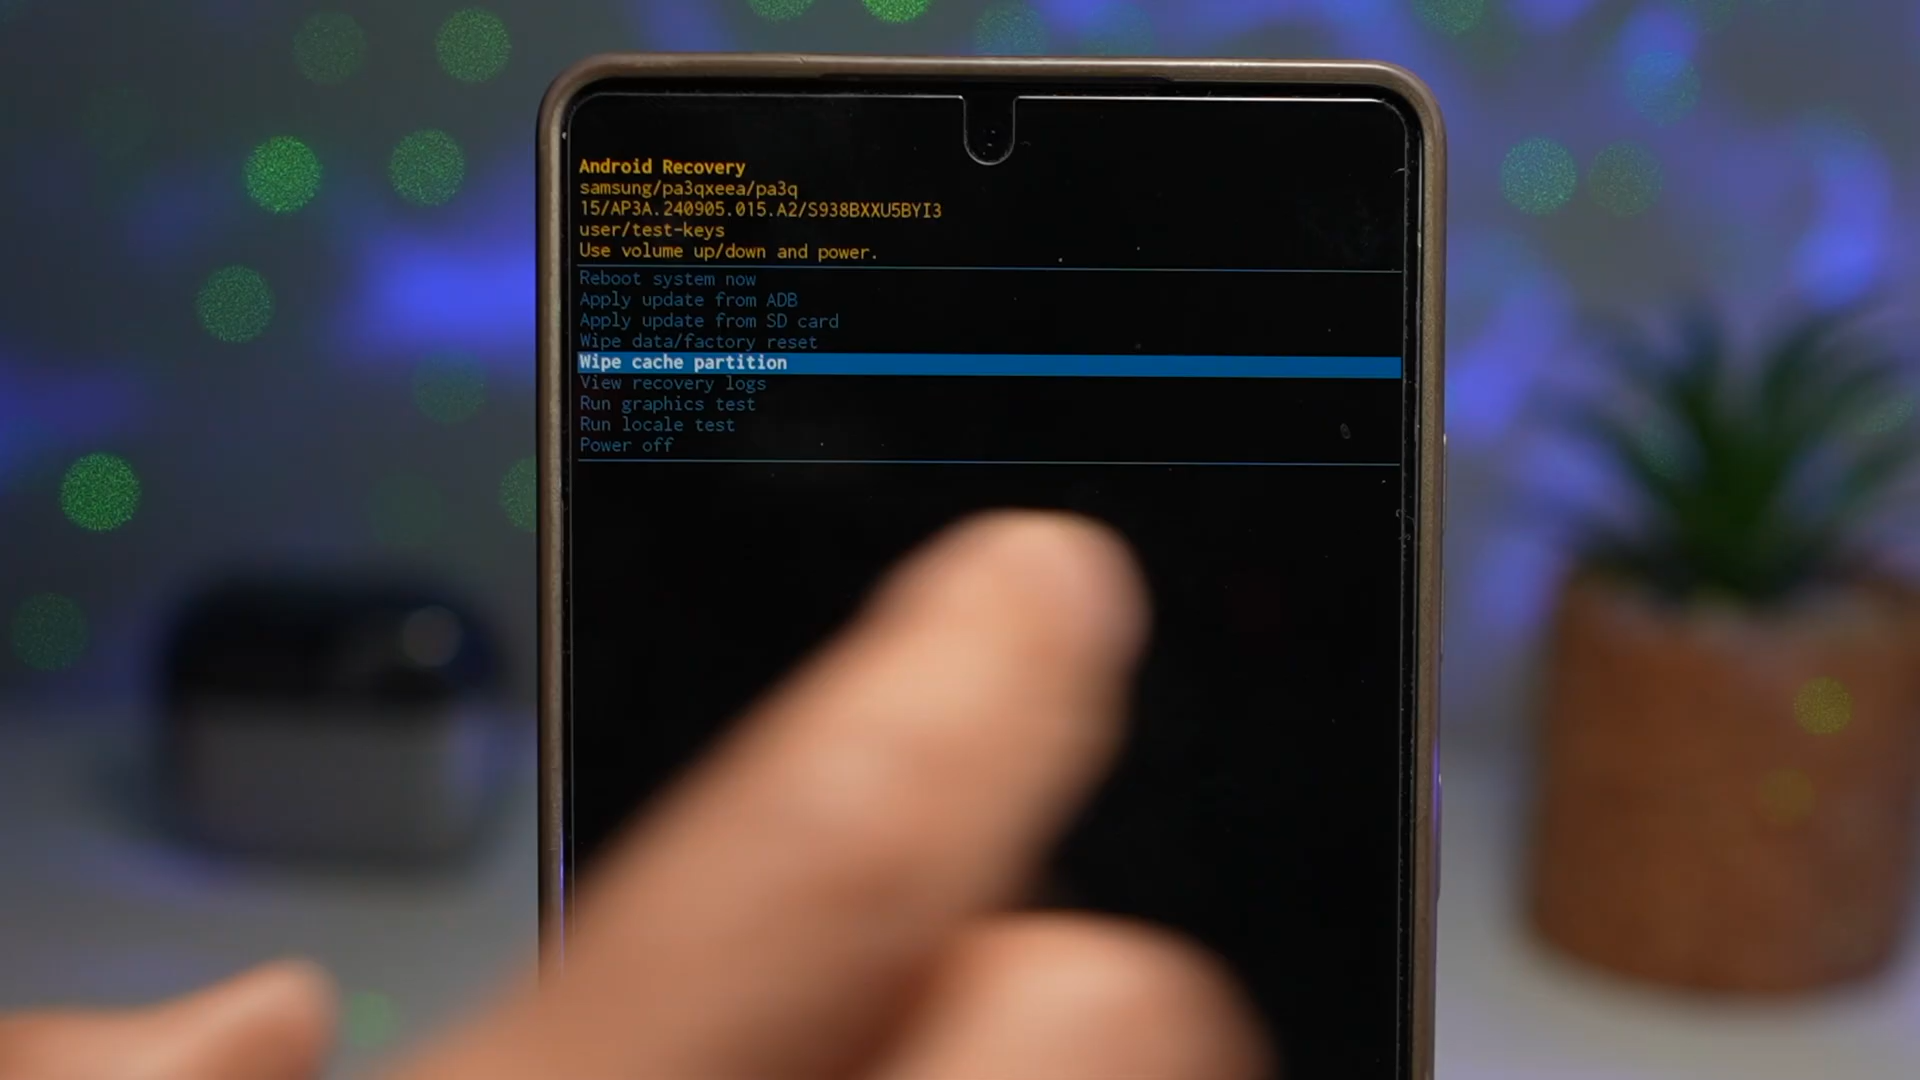 Android Recovery
samsung/pa3qxeea/pa3q
15/AP3A.240905.015.A2/S938BXXU5BYI3
user/test-keys
Use volume up/down and power.
Reboot system now
Apply update from ADB
Apply update from SD card
Wipe data/factory reset
Wipe cache partition
View recovery logs
Run graphics test
Run locale test
Power off